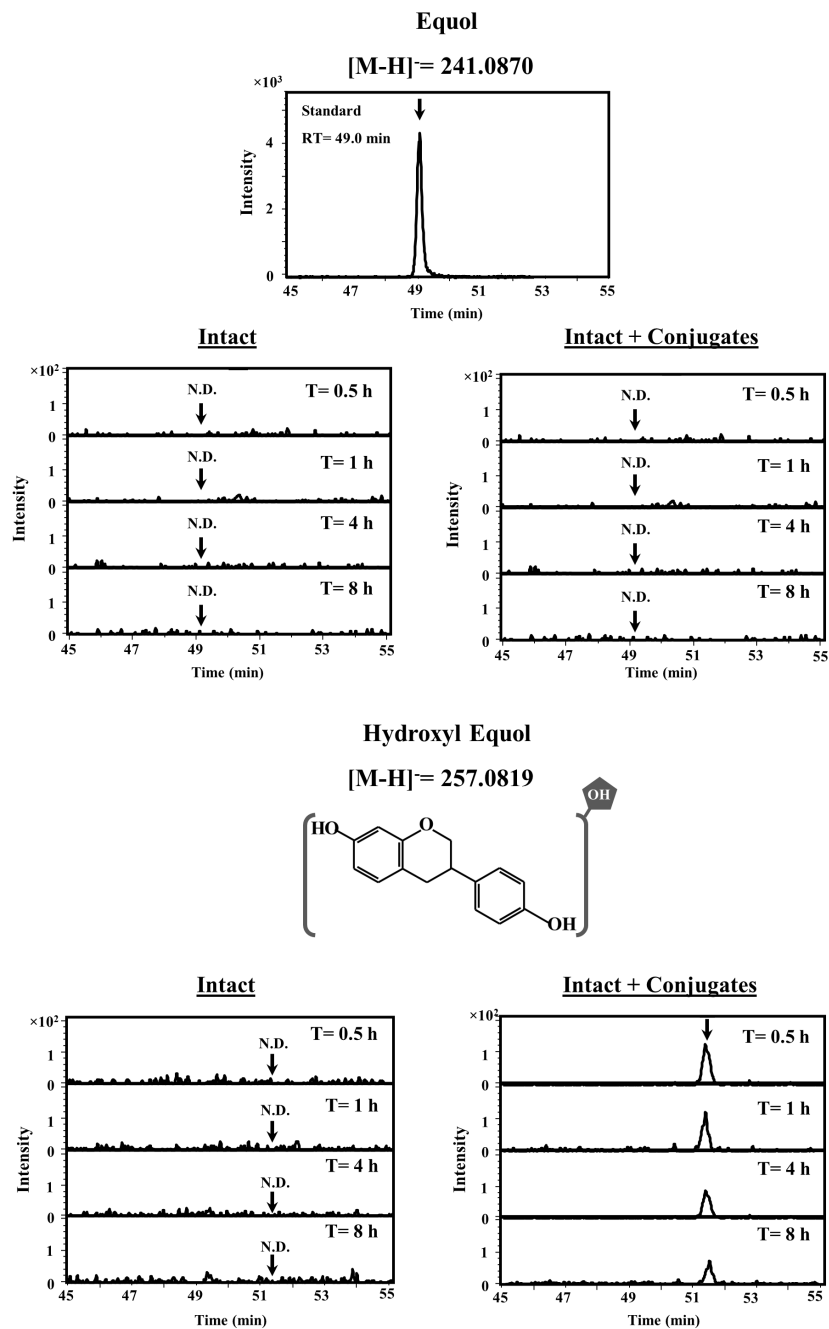 Equol
[M-H]⁻= 241.0870
×10³
Standard
RT= 49.0 min
4
2
0
Intensity
45 47 49 51 53 55
Time (min)
Intact
×10²
N.D.
T= 0.5 h
1
0
N.D.
T= 1 h
1
0
N.D.
T= 4 h
1
0
N.D.
T= 8 h
1
0
Intensity
45 47 49 51 53 55
Time (min)
Intact + Conjugates
×10²
N.D.
T= 0.5 h
1
0
N.D.
T= 1 h
1
0
N.D.
T= 4 h
1
0
N.D.
T= 8 h
1
0
Intensity
45 47 49 51 53 55
Time (min)
Hydroxyl Equol
[M-H]⁻= 257.0819
OH
HO
O
OH
Intact
×10²
N.D.
T= 0.5 h
1
0
N.D.
T= 1 h
1
0
N.D.
T= 4 h
1
0
N.D.
T= 8 h
1
0
Intensity
45 47 49 51 53 55
Time (min)
Intact + Conjugates
×10²
T= 0.5 h
1
0
T= 1 h
1
0
T= 4 h
1
0
T= 8 h
1
0
Intensity
45 47 49 51 53 55
Time (min)